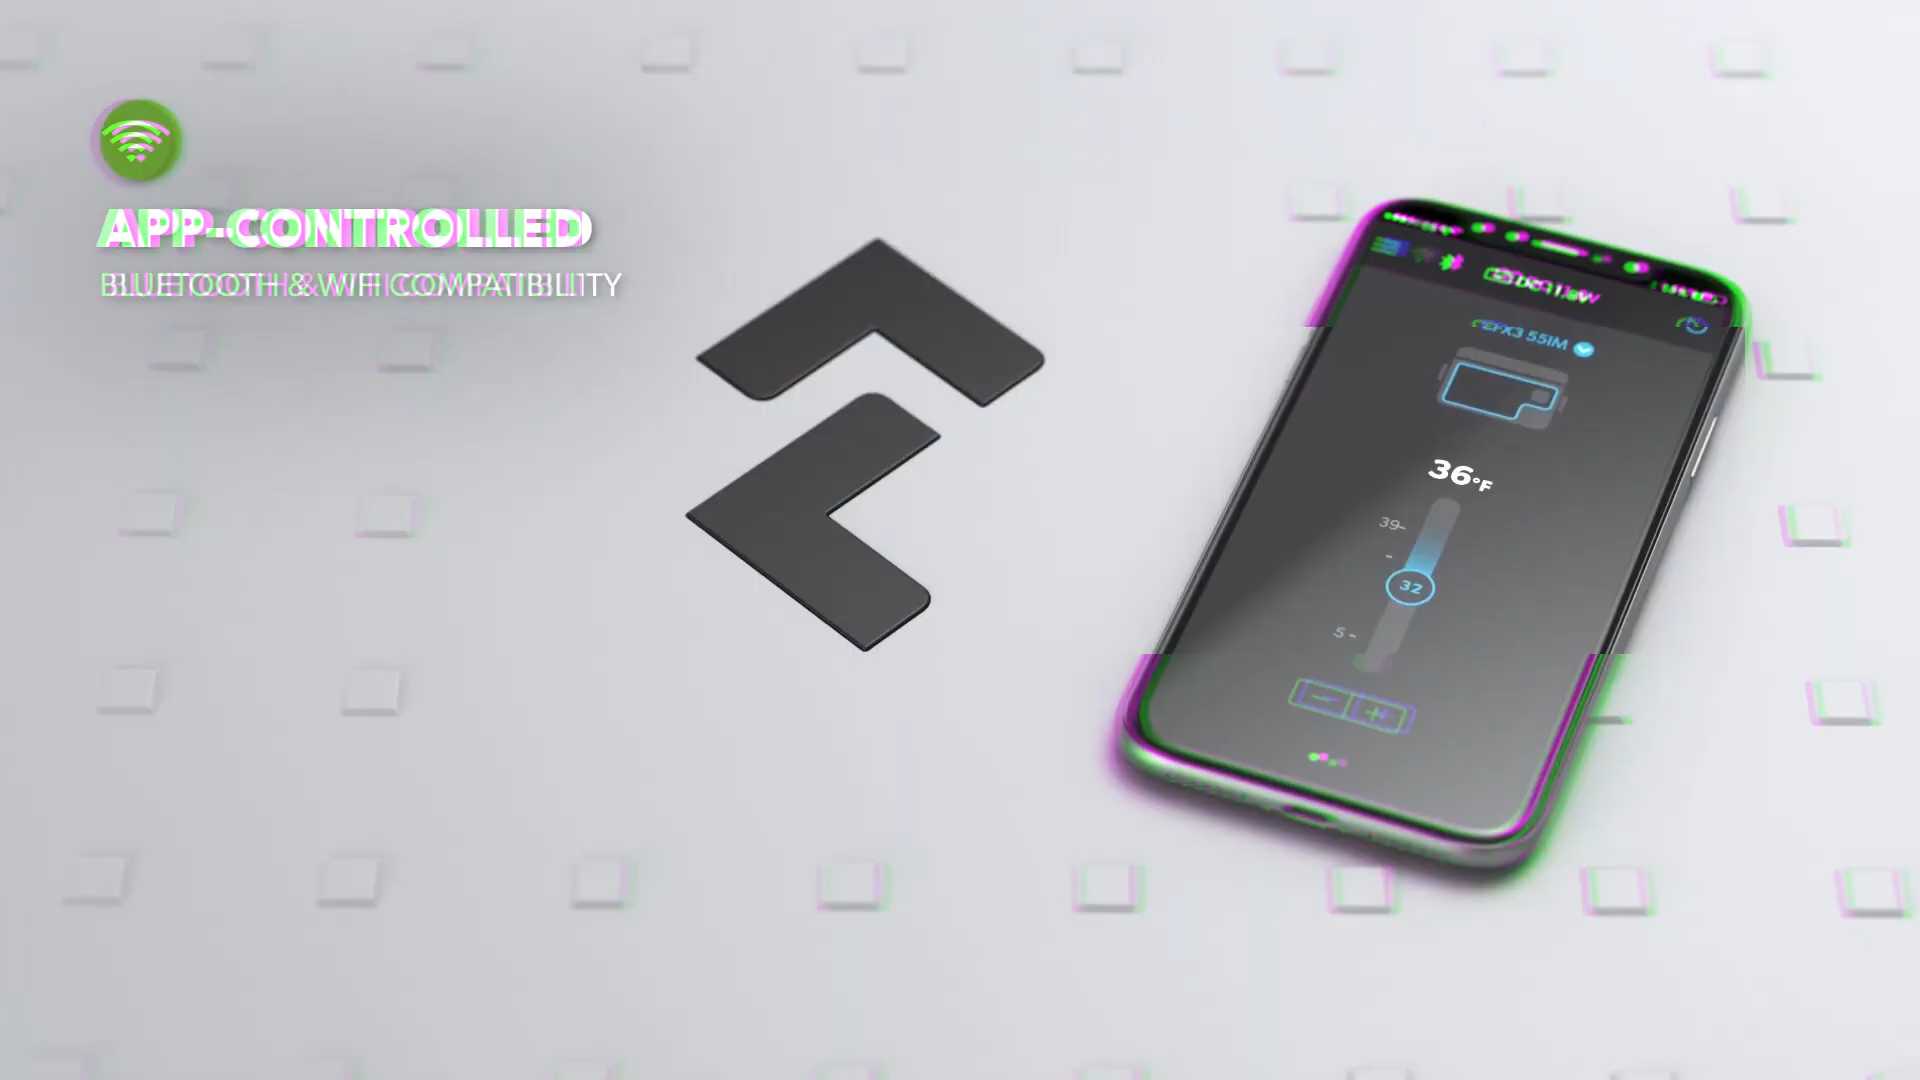 APP-CONTROLLED
BLUETOOTH & WIFI COMPATIBILITY
36°F
39-
-
32
5 -
- +